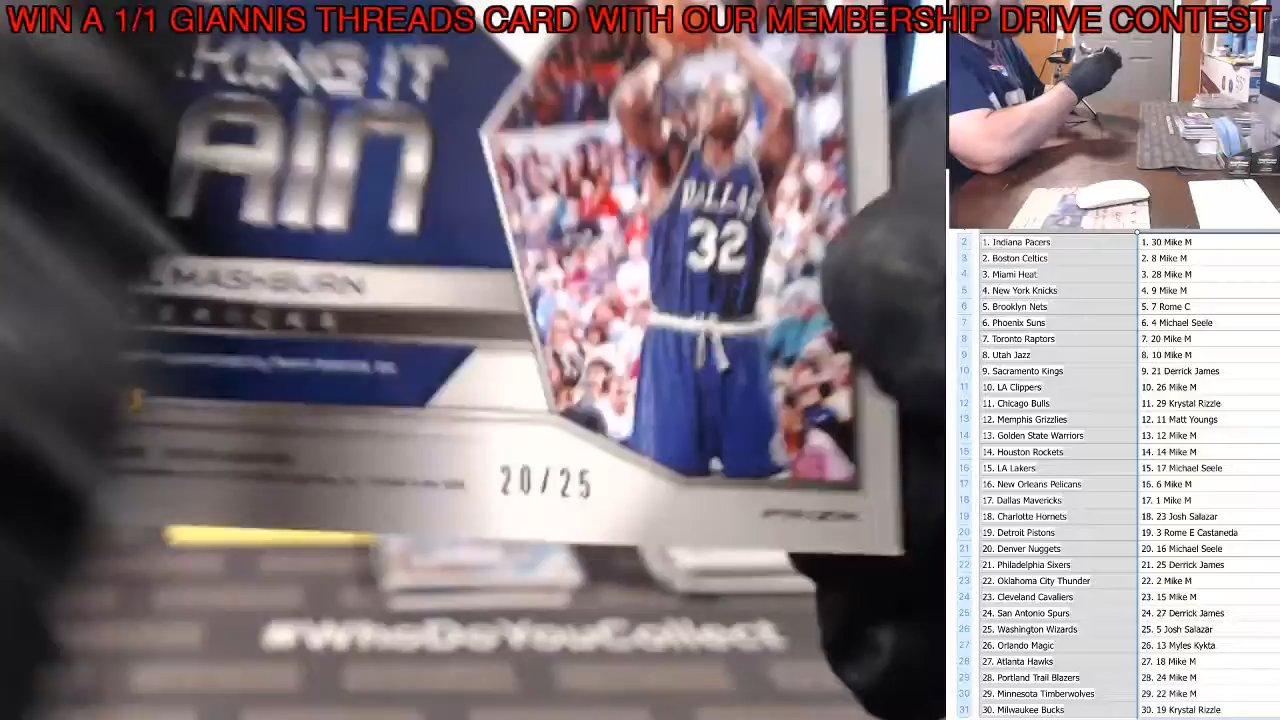 WIN A 1/1 GIANNIS THREADS CARD WITH OUR MEMBERSHIP DRIVE CONTEST
KING IT
AIN
MASHBURN
DALLAS
32
20/25
PRIZM
WhoDoYouCollect
2 1. Indiana Pacers 1. 30 Mike M
3 2. Boston Celtics 2. 8 Mike M
4 3. Miami Heat 3. 28 Mike M
5 4. New York Knicks 4. 9 Mike M
6 5. Brooklyn Nets 5. 7 Rome C
7 6. Phoenix Suns 6. 4 Michael Seele
8 7. Toronto Raptors 7. 20 Mike M
9 8. Utah Jazz 8. 10 Mike M
10 9. Sacramento Kings 9. 21 Derrick James
11 10. LA Clippers 10. 26 Mike M
12 11. Chicago Bulls 11. 29 Krystal Rizzle
13 12. Memphis Grizzlies 12. 11 Matt Youngs
14 13. Golden State Warriors 13. 12 Mike M
15 14. Houston Rockets 14. 14 Mike M
16 15. LA Lakers 15. 17 Michael Seele
17 16. New Orleans Pelicans 16. 6 Mike M
18 17. Dallas Mavericks 17. 1 Mike M
19 18. Charlotte Hornets 18. 23 Josh Salazar
20 19. Detroit Pistons 19. 3 Rome E Castaneda
21 20. Denver Nuggets 20. 16 Michael Seele
22 21. Philadelphia Sixers 21. 25 Derrick James
23 22. Oklahoma City Thunder 22. 2 Mike M
24 23. Cleveland Cavaliers 23. 15 Mike M
25 24. San Antonio Spurs 24. 27 Derrick James
26 25. Washington Wizards 25. 5 Josh Salazar
27 26. Orlando Magic 26. 13 Myles Kykta
28 27. Atlanta Hawks 27. 18 Mike M
29 28. Portland Trail Blazers 28. 24 Mike M
30 29. Minnesota Timberwolves 29. 22 Mike M
31 30. Milwaukee Bucks 30. 19 Krystal Rizzle